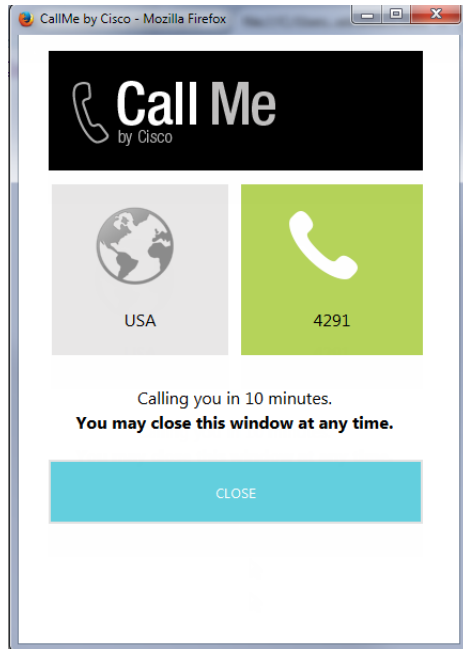 CallMe by Cisco - Mozilla Firefox
Call Me
by Cisco
USA
4291
Calling you in 10 minutes.
You may close this window at any time.
CLOSE